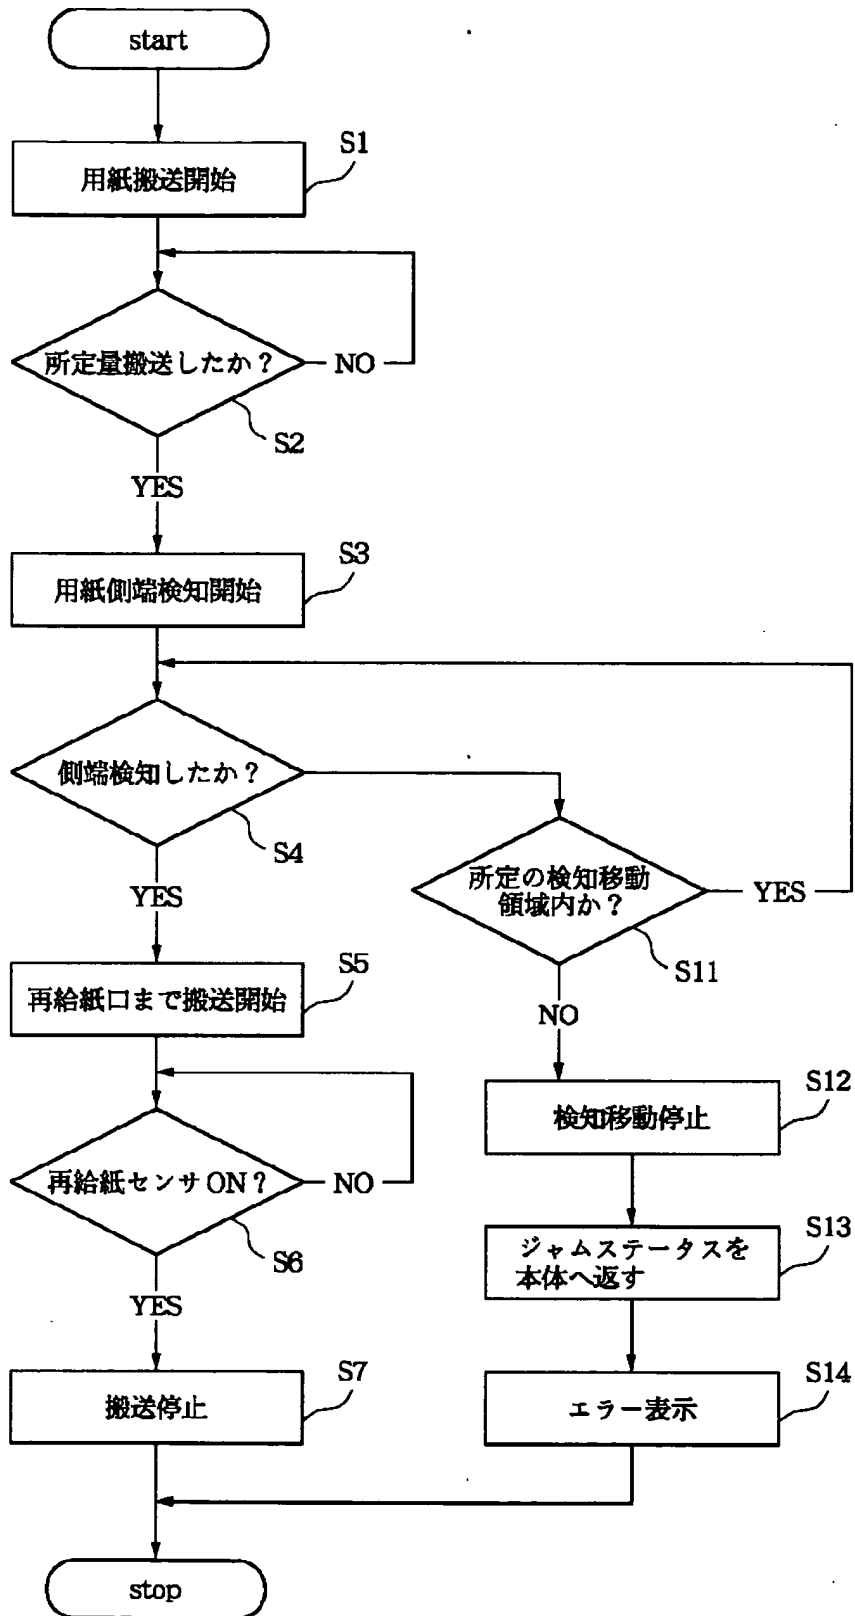 start
S1
用紙搬送開始
所定量搬送したか？
NO
S2
YES
S3
用紙側端検知開始
側端検知したか？
S4
YES
所定の検知移動
領域内か？
YES
S11
NO
S5
再給紙口まで搬送開始
再給紙センサON？
NO
S6
YES
S12
検知移動停止
S13
ジャムステータスを
本体へ返す
S7
搬送停止
S14
エラー表示
stop